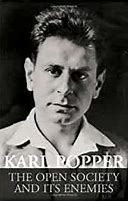 KARL POPPER
THE OPEN SOCIETY
AND ITS ENEMIES